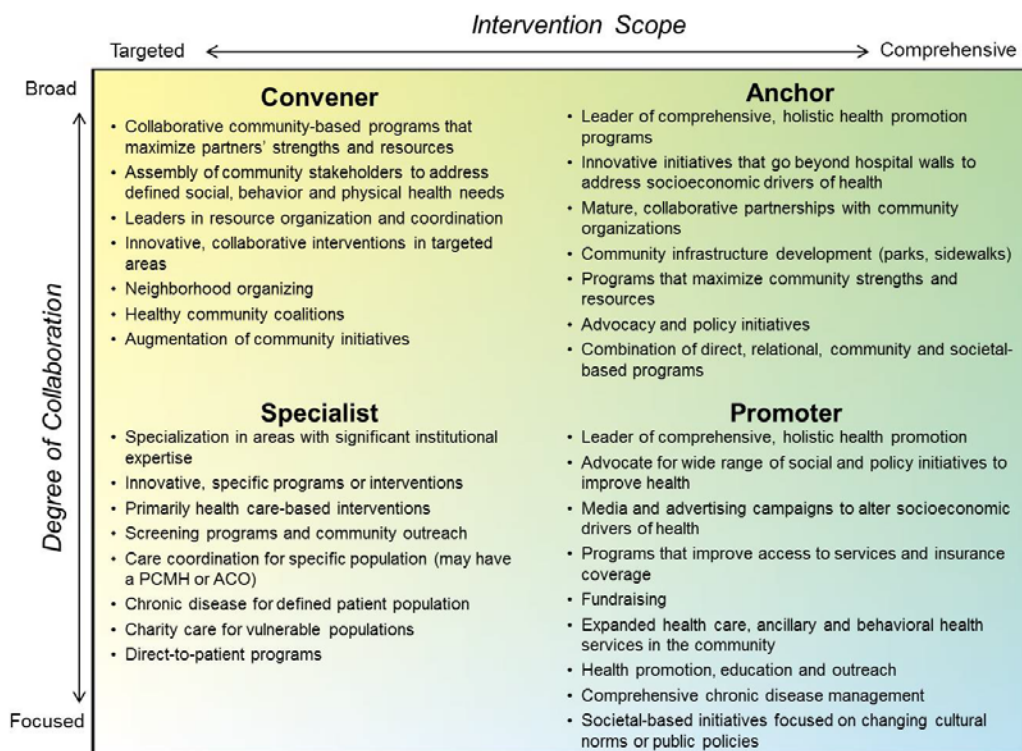 Intervention Scope
Targeted
Comprehensive
Broad
Degree of Collaboration
Focused
Convener
• Collaborative community-based programs that
maximize partners' strengths and resources
• Assembly of community stakeholders to address
defined social, behavior and physical health needs
• Leaders in resource organization and coordination
• Innovative, collaborative interventions in targeted
areas
• Neighborhood organizing
• Healthy community coalitions
• Augmentation of community initiatives
Anchor
• Leader of comprehensive, holistic health promotion
programs
• Innovative initiatives that go beyond hospital walls to
address socioeconomic drivers of health
• Mature, collaborative partnerships with community
organizations
• Community infrastructure development (parks, sidewalks)
• Programs that maximize community strengths and
resources
• Advocacy and policy initiatives
• Combination of direct, relational, community and societal-
based programs
Specialist
• Specialization in areas with significant institutional
expertise
• Innovative, specific programs or interventions
• Primarily health care-based interventions
• Screening programs and community outreach
• Care coordination for specific population (may have
a PCMH or ACO)
• Chronic disease for defined patient population
• Charity care for vulnerable populations
• Direct-to-patient programs
Promoter
• Leader of comprehensive, holistic health promotion
• Advocate for wide range of social and policy initiatives to
improve health
• Media and advertising campaigns to alter socioeconomic
drivers of health
• Programs that improve access to services and insurance
coverage
• Fundraising
• Expanded health care, ancillary and behavioral health
services in the community
• Health promotion, education and outreach
• Comprehensive chronic disease management
• Societal-based initiatives focused on changing cultural
norms or public policies